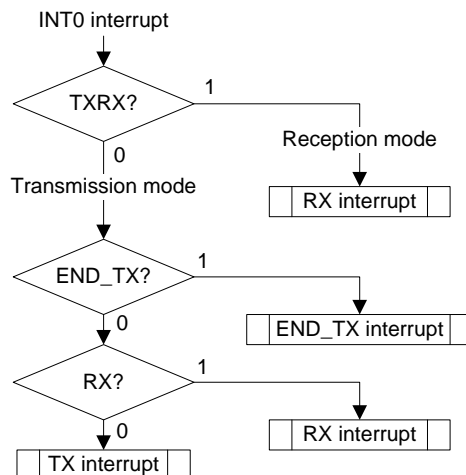 INT0 interrupt
TXRX?
1
0
Reception mode
Transmission mode
RX interrupt
END_TX?
1
0
END_TX interrupt
RX?
1
0
RX interrupt
TX interrupt